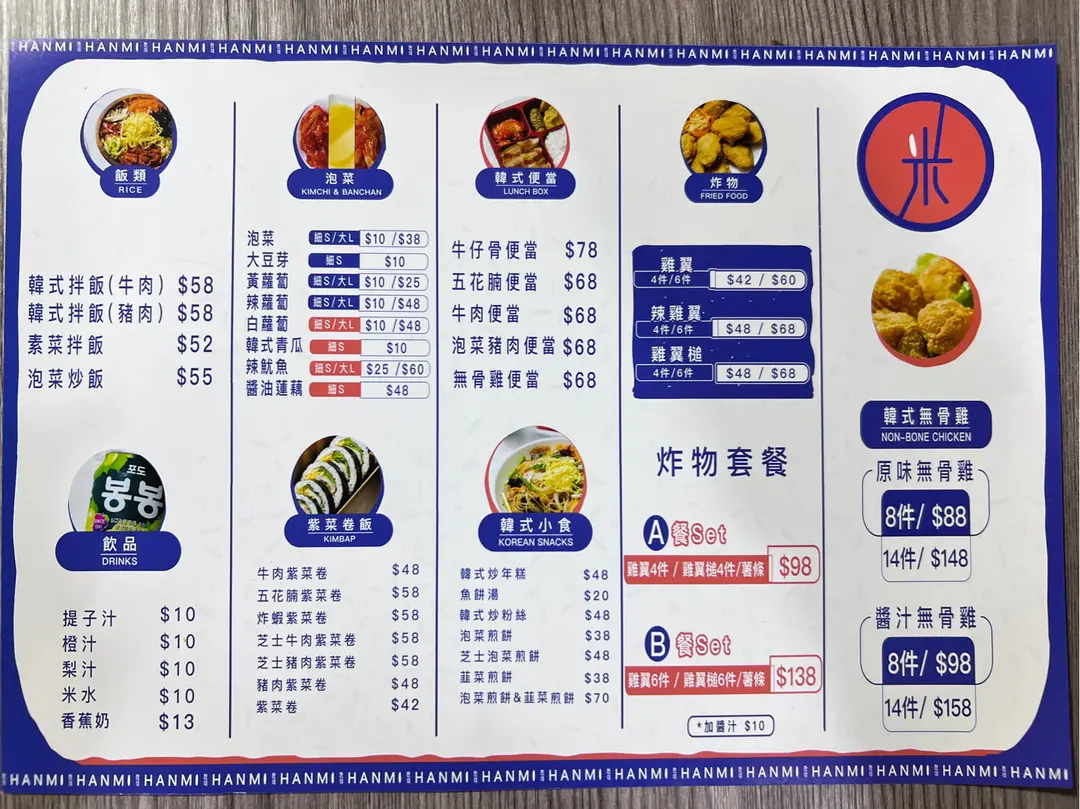 HANMI HANMI HANMI HANMI HANMI HANMI HANMI HANMI HANMI HANMI HANMI HANMI HANMI HANMI HANMI HANMI
飯類
RICE
韓式拌飯(牛肉) $58
韓式拌飯(豬肉) $58
素菜拌飯 $52
泡菜炒飯 $55
포도
봉봉
飲品
DRINKS
提子汁 $10
橙汁 $10
梨汁 $10
米水 $10
香蕉奶 $13
泡菜
KIMCHI & BANCHAN
泡菜 細S/大L $10 /$38
大豆芽 細S $10
黃蘿蔔 細S/大L $10 /$25
辣蘿蔔 細S/大L $10 /$48
白蘿蔔 細S/大L $10 /$48
韓式青瓜 細S $10
辣魷魚 細S/大L $25 /$60
醬油蓮藕 細S $48
紫菜卷飯
KIMBAP
牛肉紫菜卷 $48
五花腩紫菜卷 $58
炸蝦紫菜卷 $58
芝士牛肉紫菜卷 $58
芝士豬肉紫菜卷 $58
豬肉紫菜卷 $48
紫菜卷 $42
韓式便當
LUNCH BOX
牛仔骨便當 $78
五花腩便當 $68
牛肉便當 $68
泡菜豬肉便當 $68
無骨雞便當 $68
韓式小食
KOREAN SNACKS
韓式炒年糕 $48
魚餅湯 $20
韓式炒粉絲 $48
泡菜煎餅 $38
芝士泡菜煎餅 $48
韮菜煎餅 $38
泡菜煎餅&韮菜煎餅 $70
炸物
FRIED FOOD
雞翼
4件/6件 $42 / $60
辣雞翼
4件/6件 $48 / $68
雞翼槌
4件/6件 $48 / $68
炸物套餐
A餐Set
雞翼4件 / 雞翼槌4件/薯條 $98
B餐Set
雞翼6件 / 雞翼槌6件/薯條 $138
*加醬汁 $10
米
韓式無骨雞
NON-BONE CHICKEN
原味無骨雞
8件/ $88
14件/ $148
醬汁無骨雞
8件/ $98
14件/ $158
HANMI HANMI HANMI HANMI HANMI HANMI HANMI HANMI HANMI HANMI HANMI HANMI HANMI HANMI HANMI HANMI